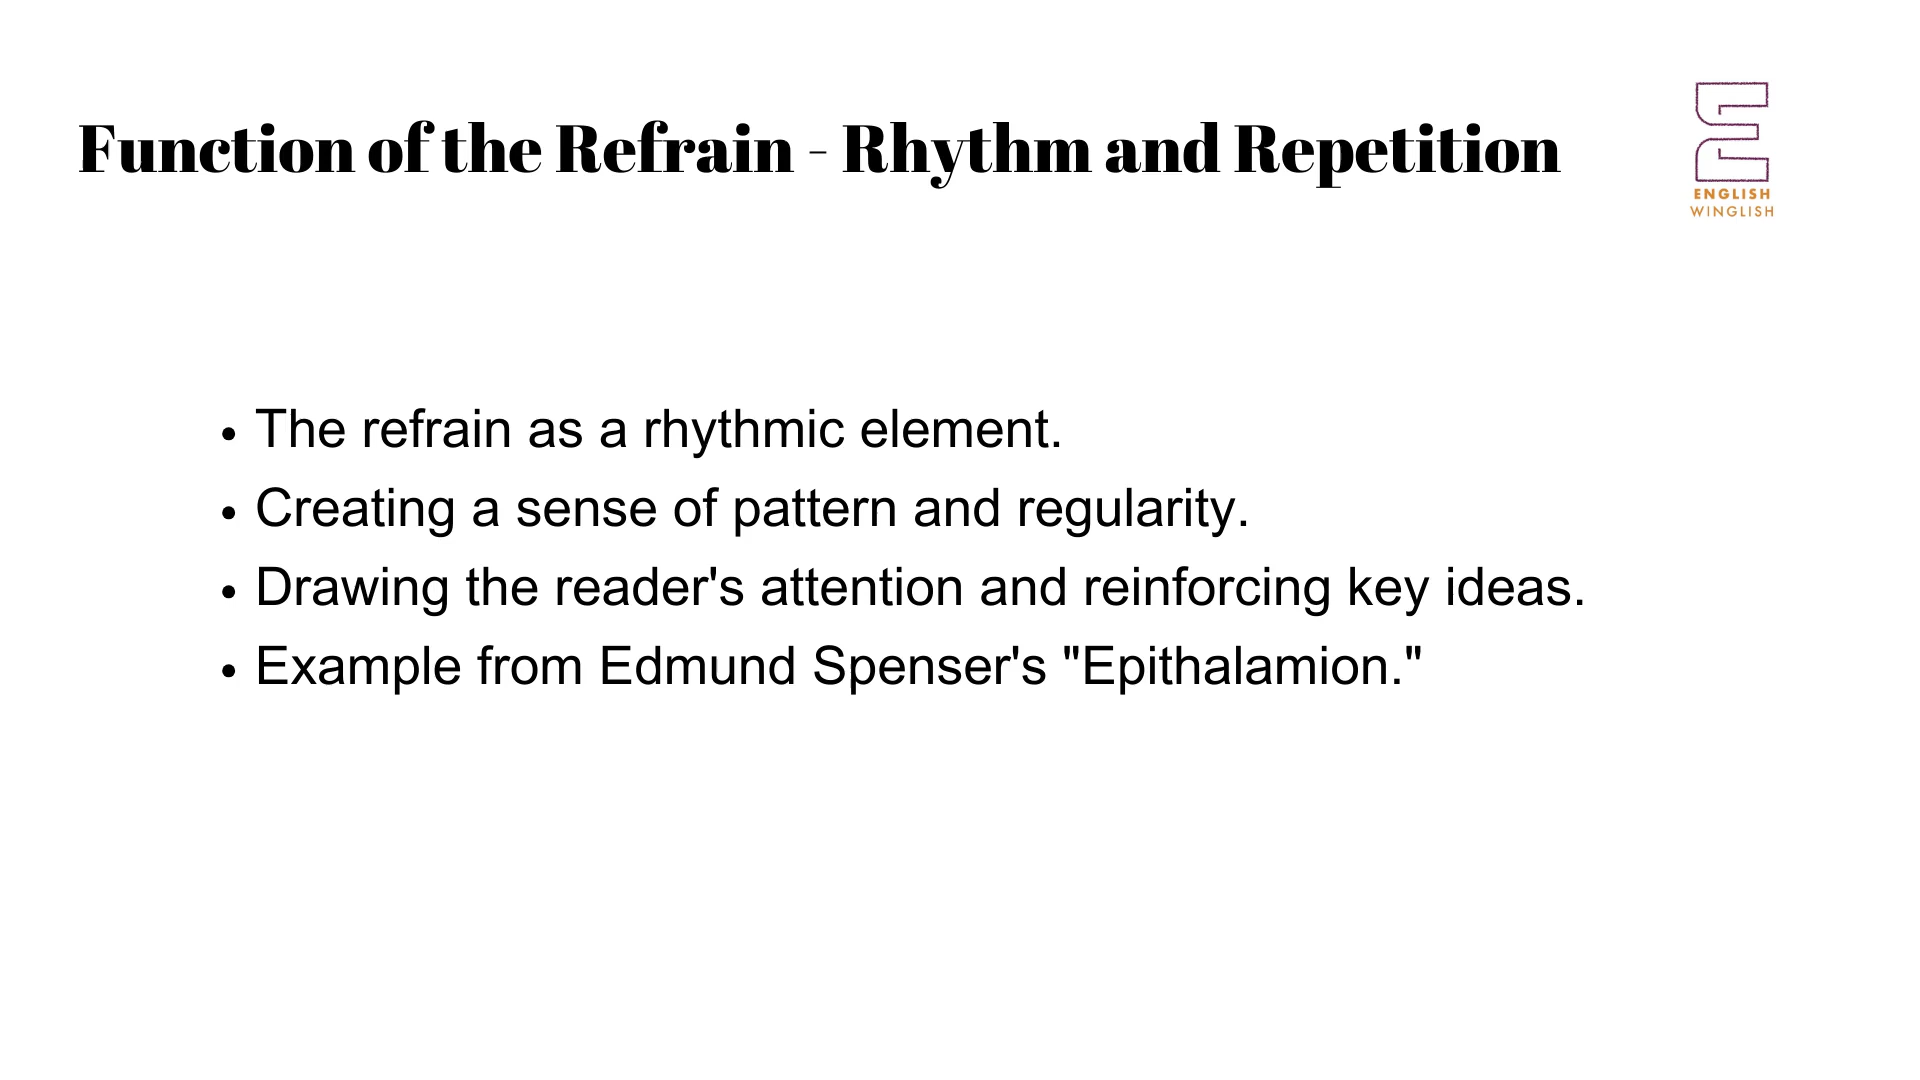 Function of the Refrain - Rhythm and Repetition
ENGLISH
WINGLISH
• The refrain as a rhythmic element.
• Creating a sense of pattern and regularity.
• Drawing the reader's attention and reinforcing key ideas.
• Example from Edmund Spenser's "Epithalamion."